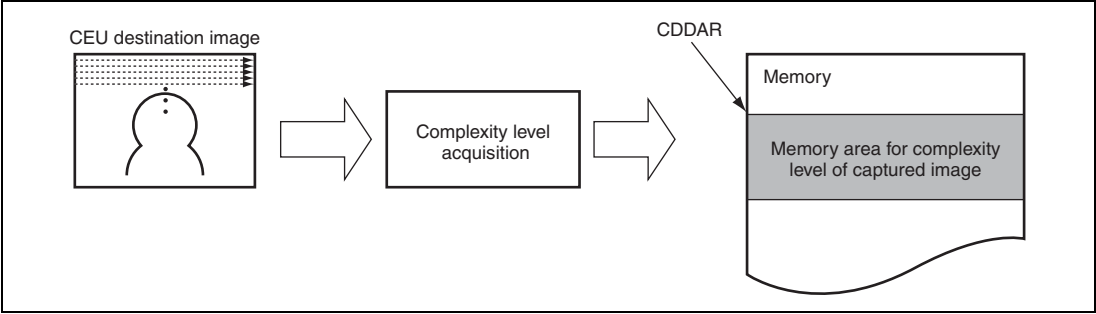 CEU destination image
Complexity level
acquisition
CDDAR
Memory
Memory area for complexity
level of captured image